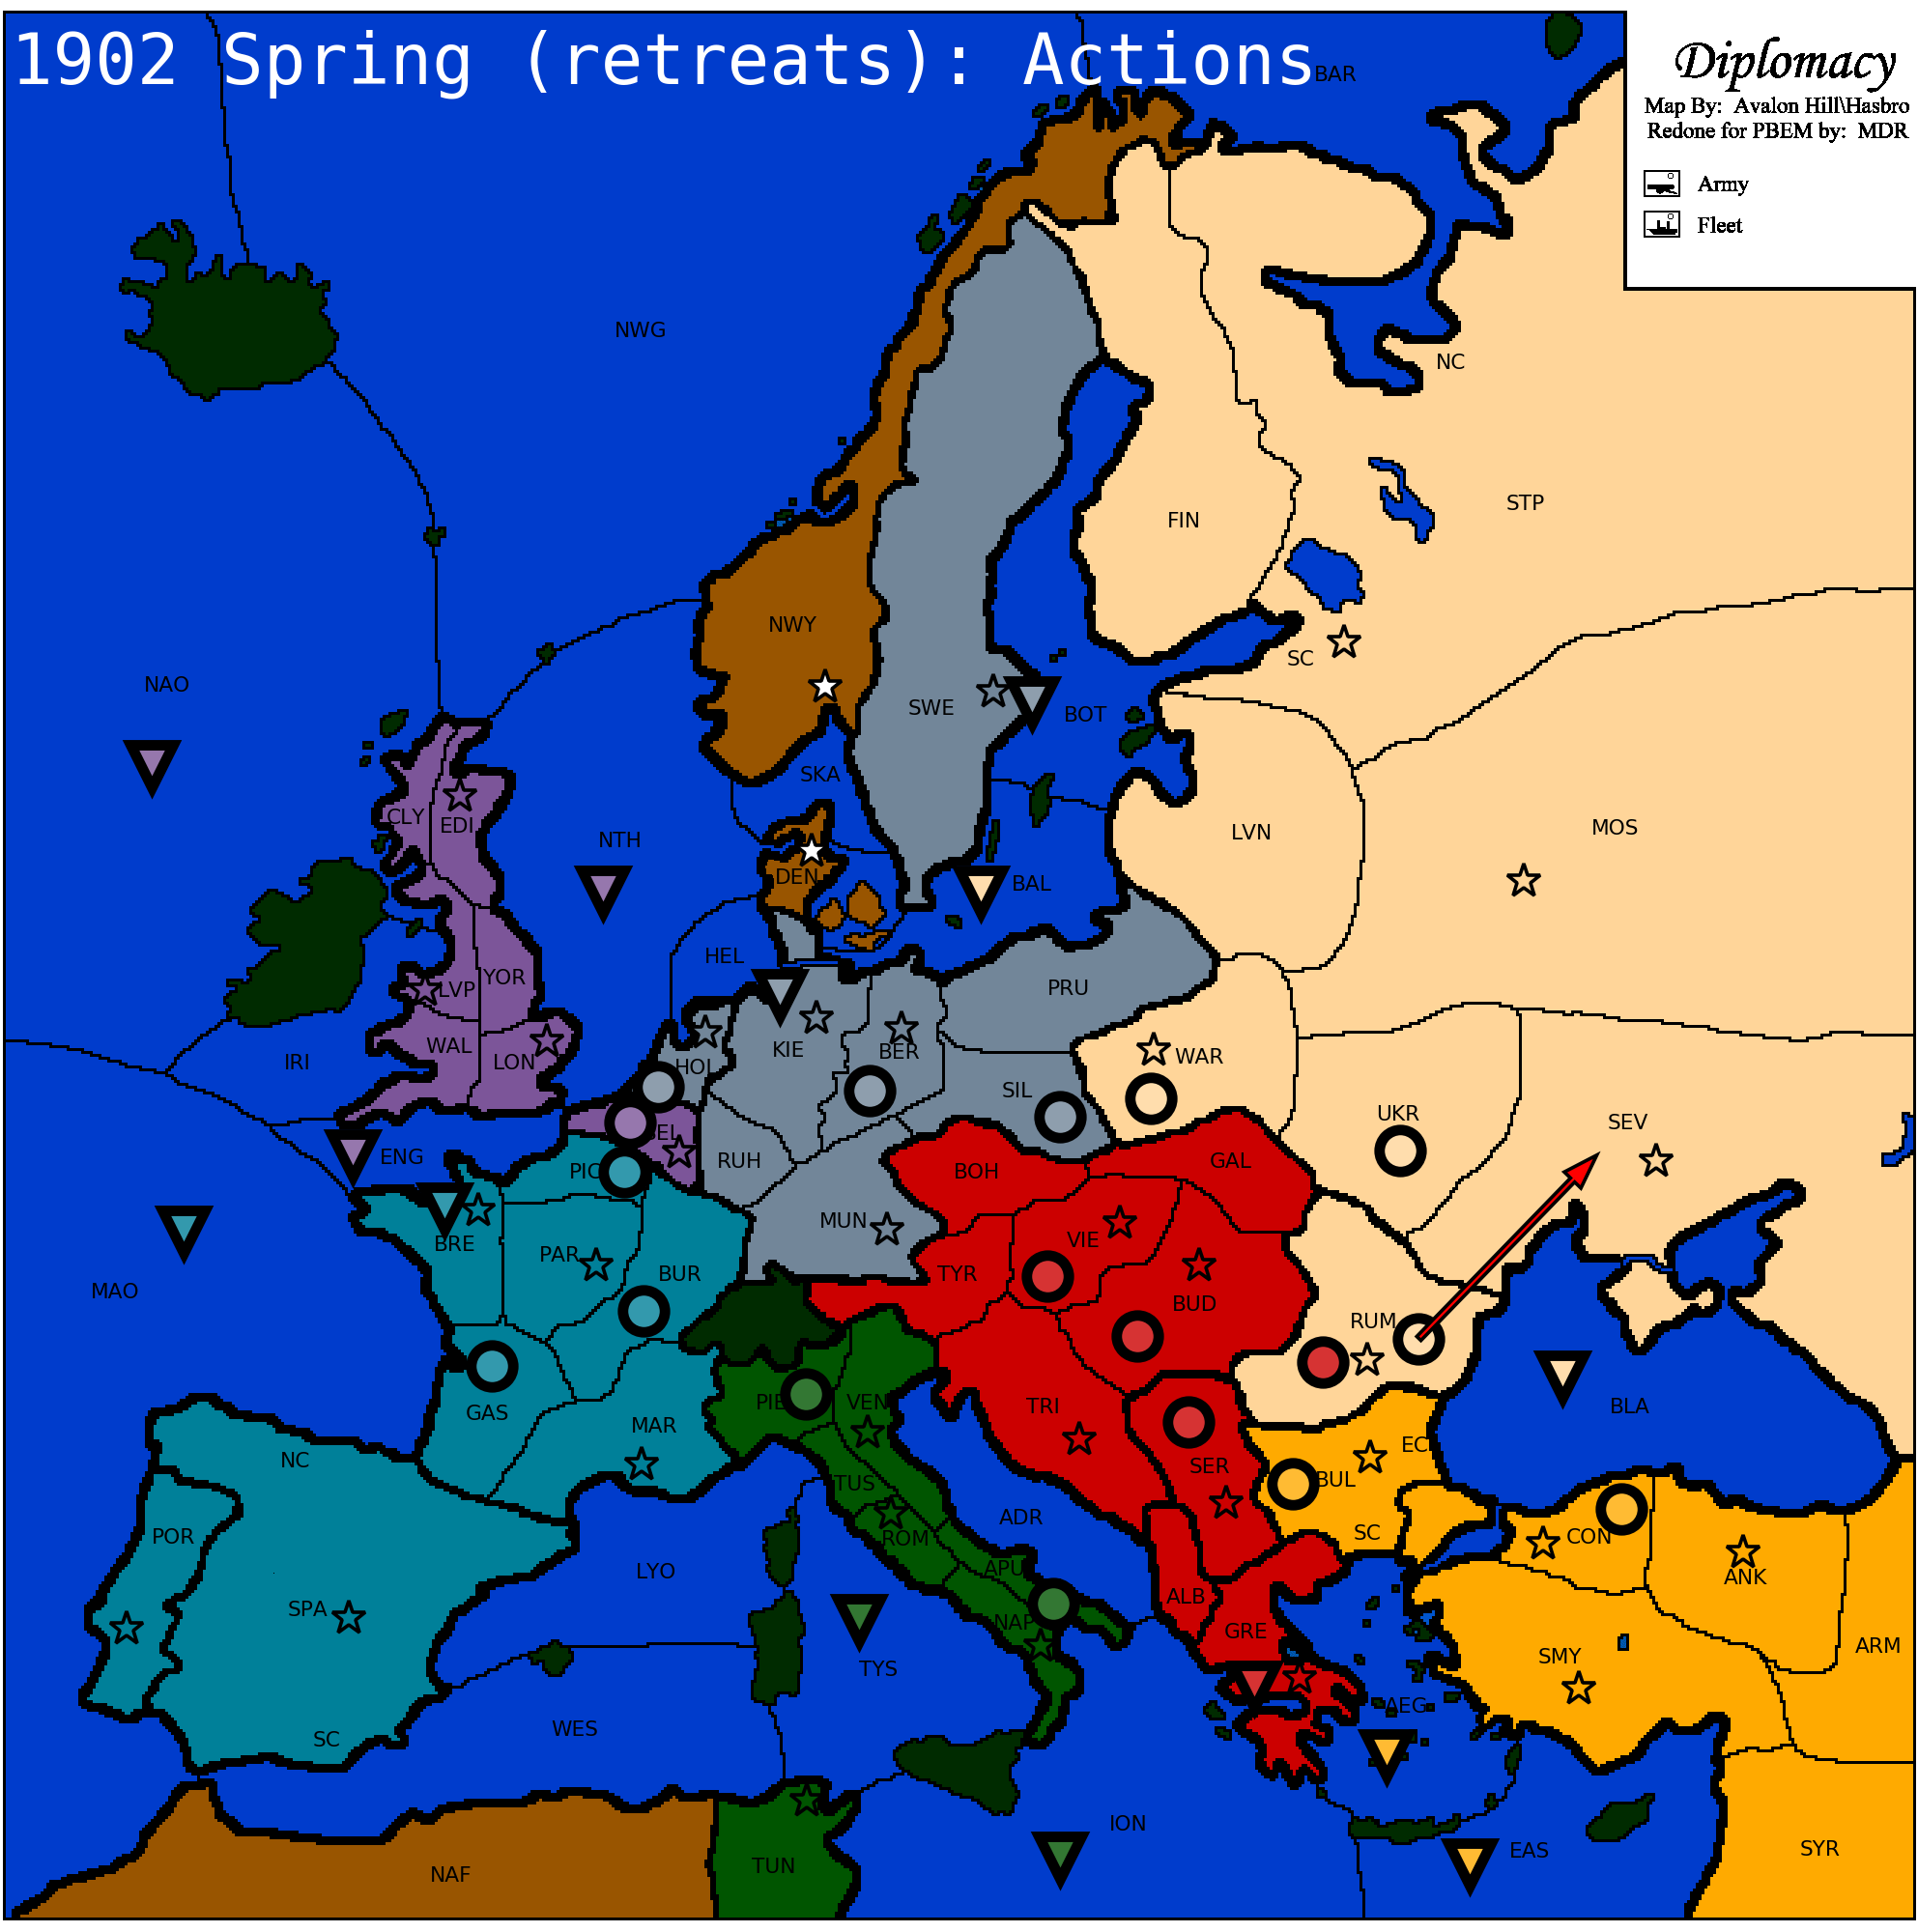 1902 Spring (retreats): Actions
BAR
Diplomacy
Map By: Avalon Hill\Hasbro
Redone for PBEM by: MDR
Army
Fleet
NWG
NC
STP
FIN
NWY
SC
NAO
SWE
BOT
SKA
CLY
EDI
NTH
LVN
MOS
DEN
BAL
HEL
YOR
LVP
PRU
WAL
LON
IRI
HOL
KIE
BER
WAR
SIL
UKR
SEV
ENG
BEL
PIC
RUH
BOH
GAL
MUN
BRE
PAR
BUR
VIE
TYR
MAO
BUD
RUM
GAS
MAR
PIE
VEN
TRI
BLA
NC
SER
EC
BUL
TUS
POR
ADR
ROM
SC
CON
LYO
APU
ANK
SPA
ALB
NAP
GRE
ARM
SMY
TYS
AEG
WES
SC
ION
EAS
SYR
TUN
NAF